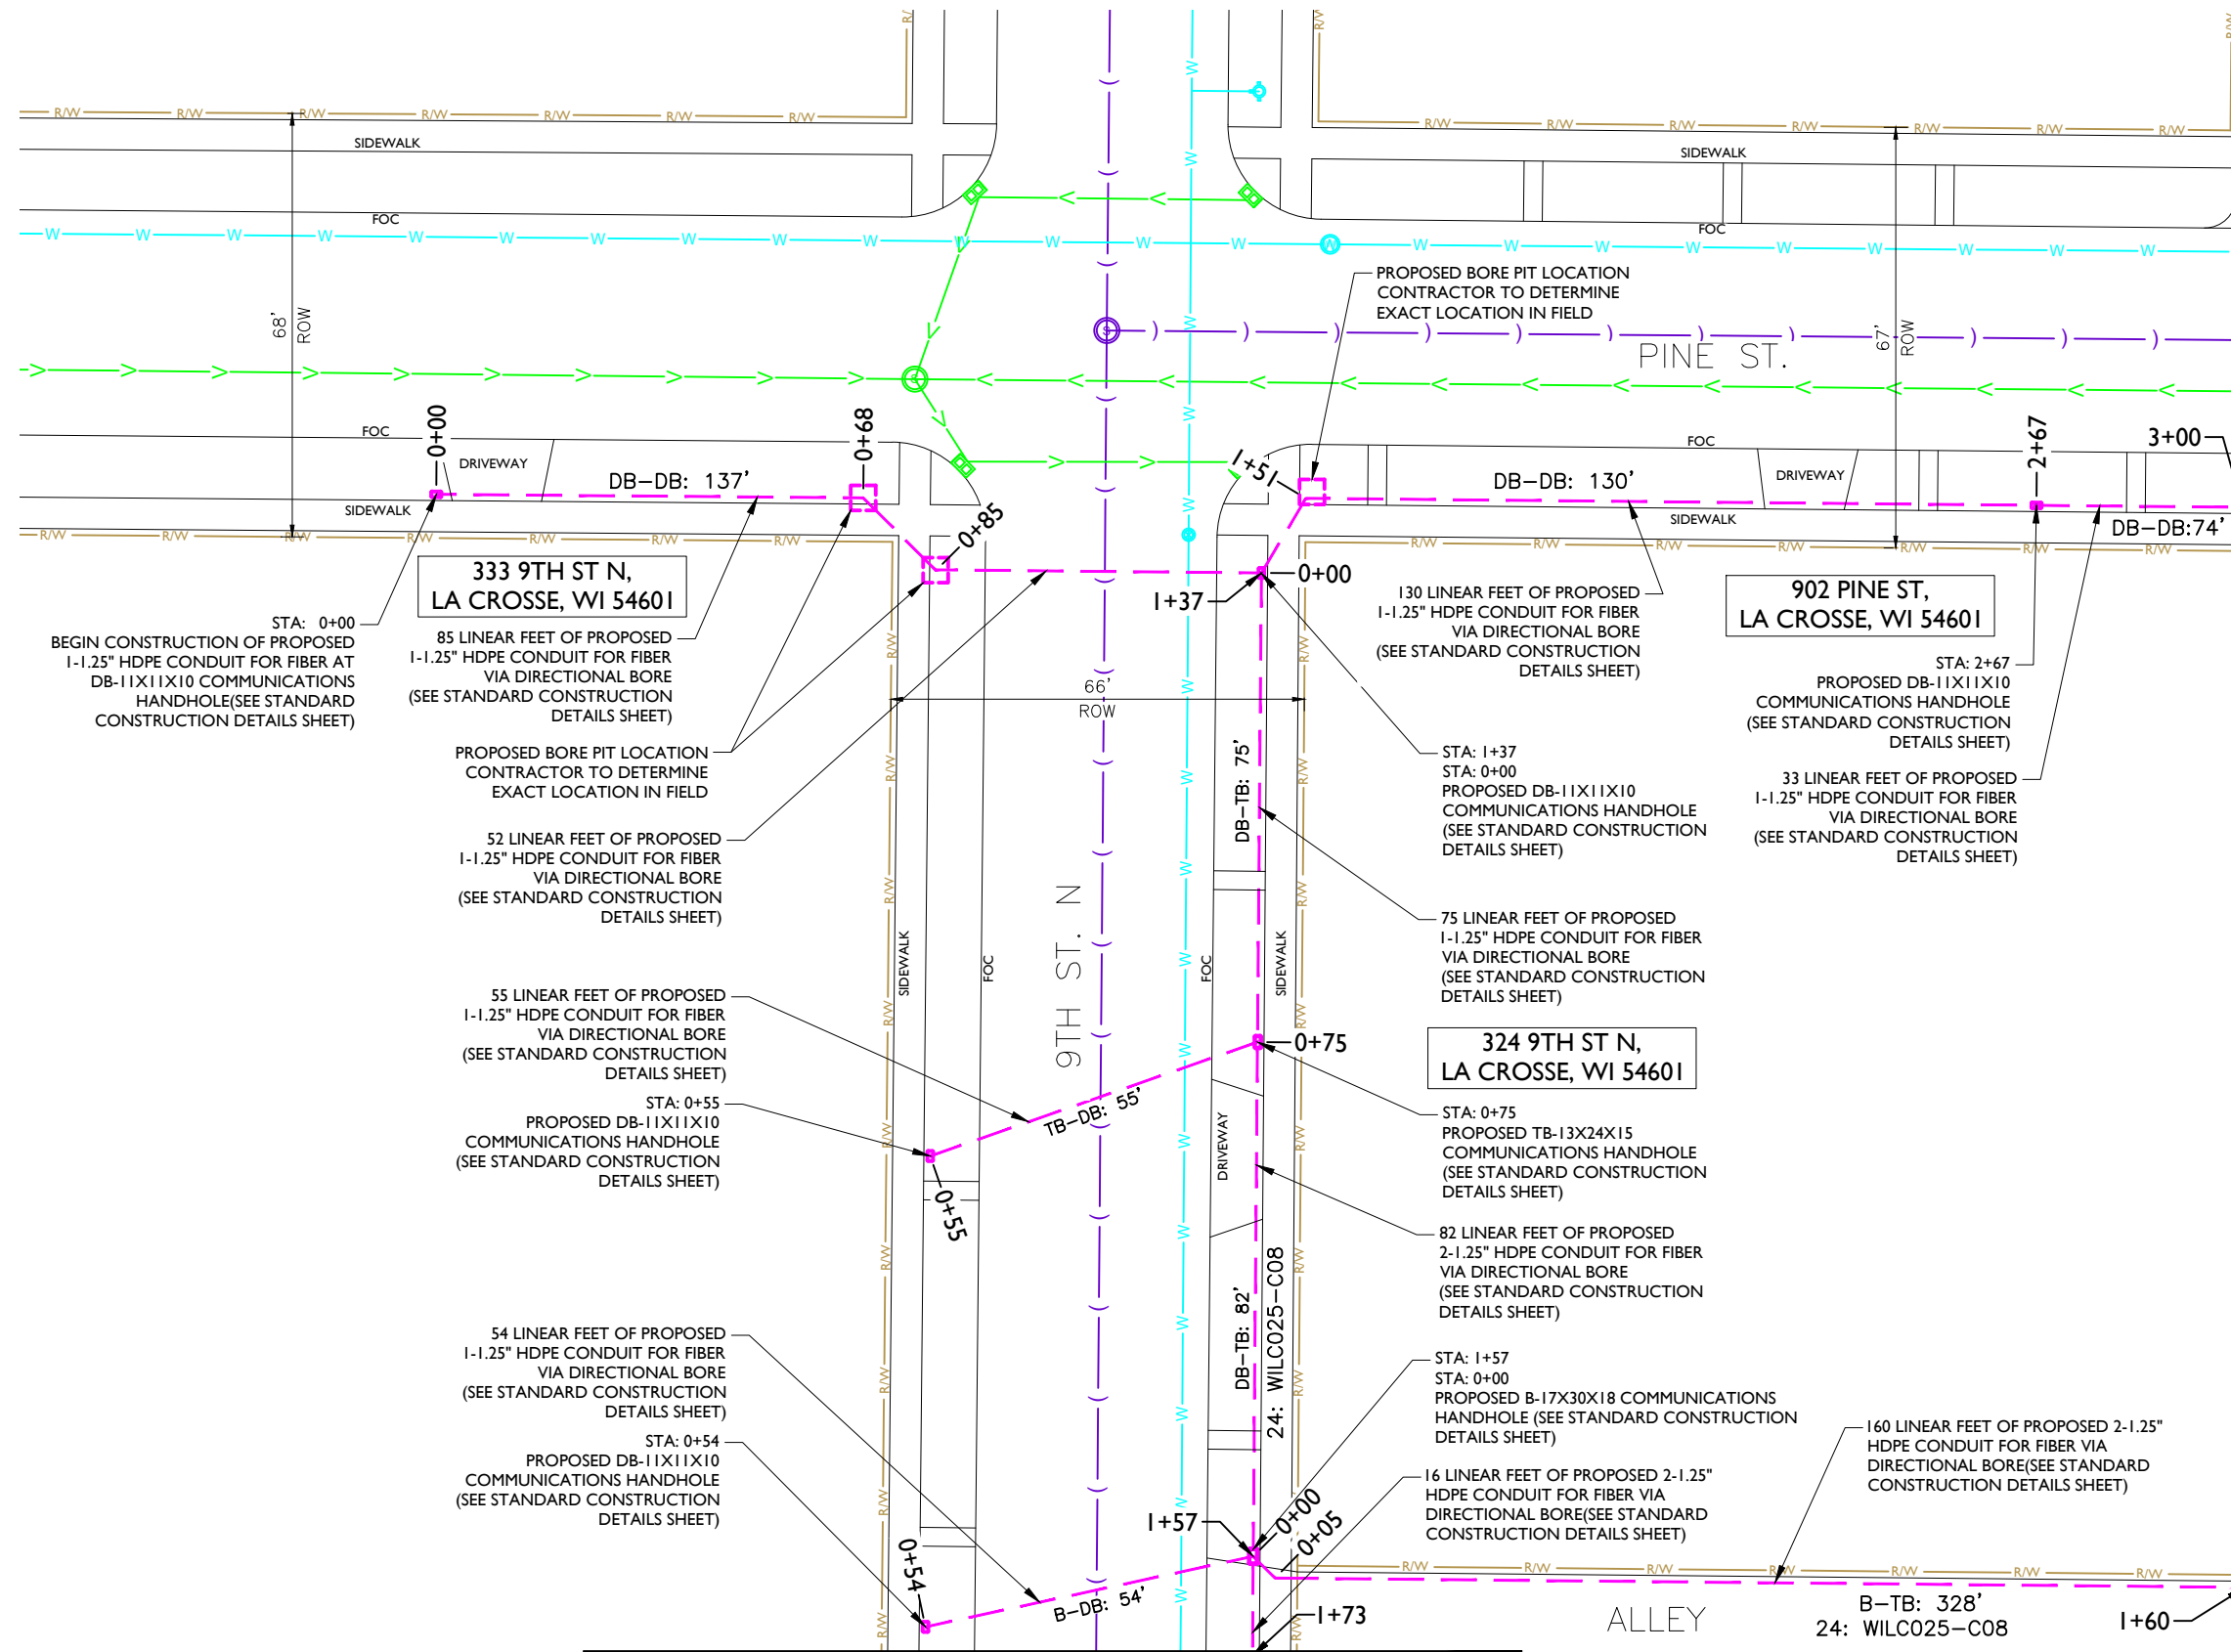 SIDEWALK
SIDEWALK
FOC
FOC
68'
ROW
67'
ROW
PROPOSED BORE PIT LOCATION
CONTRACTOR TO DETERMINE
EXACT LOCATION IN FIELD
PINE ST.
FOC
0+00
DRIVEWAY
DB-DB: 137'
0+68
SIDEWALK
0+85
1+51
FOC
DB-DB: 130'
DRIVEWAY
SIDEWALK
2+67
3+00
DB-DB:74'
333 9TH ST N,
LA CROSSE, WI 54601
902 PINE ST,
LA CROSSE, WI 54601
0+00
1+37
STA: 0+00
BEGIN CONSTRUCTION OF PROPOSED
1-1.25" HDPE CONDUIT FOR FIBER AT
DB-11X11X10 COMMUNICATIONS
HANDHOLE(SEE STANDARD
CONSTRUCTION DETAILS SHEET)
85 LINEAR FEET OF PROPOSED
1-1.25" HDPE CONDUIT FOR FIBER
VIA DIRECTIONAL BORE
(SEE STANDARD CONSTRUCTION
DETAILS SHEET)
PROPOSED BORE PIT LOCATION
CONTRACTOR TO DETERMINE
EXACT LOCATION IN FIELD
52 LINEAR FEET OF PROPOSED
1-1.25" HDPE CONDUIT FOR FIBER
VIA DIRECTIONAL BORE
(SEE STANDARD CONSTRUCTION
DETAILS SHEET)
66'
ROW
130 LINEAR FEET OF PROPOSED
1-1.25" HDPE CONDUIT FOR FIBER
VIA DIRECTIONAL BORE
(SEE STANDARD CONSTRUCTION
DETAILS SHEET)
STA: 2+67
PROPOSED DB-11X11X10
COMMUNICATIONS HANDHOLE
(SEE STANDARD CONSTRUCTION
DETAILS SHEET)
33 LINEAR FEET OF PROPOSED
1-1.25" HDPE CONDUIT FOR FIBER
VIA DIRECTIONAL BORE
(SEE STANDARD CONSTRUCTION
DETAILS SHEET)
STA: 1+37
STA: 0+00
PROPOSED DB-11X11X10
COMMUNICATIONS HANDHOLE
(SEE STANDARD CONSTRUCTION
DETAILS SHEET)
DB-TB: 75'
75 LINEAR FEET OF PROPOSED
1-1.25" HDPE CONDUIT FOR FIBER
VIA DIRECTIONAL BORE
(SEE STANDARD CONSTRUCTION
DETAILS SHEET)
SIDEWALK
FOC
9TH ST. N
FOC
SIDEWALK
55 LINEAR FEET OF PROPOSED
1-1.25" HDPE CONDUIT FOR FIBER
VIA DIRECTIONAL BORE
(SEE STANDARD CONSTRUCTION
DETAILS SHEET)
0+75
324 9TH ST N,
LA CROSSE, WI 54601
TB-DB: 55'
STA: 0+55
PROPOSED DB-11X11X10
COMMUNICATIONS HANDHOLE
(SEE STANDARD CONSTRUCTION
DETAILS SHEET)
0+55
DRIVEWAY
STA: 0+75
PROPOSED TB-13X24X15
COMMUNICATIONS HANDHOLE
(SEE STANDARD CONSTRUCTION
DETAILS SHEET)
82 LINEAR FEET OF PROPOSED
2-1.25" HDPE CONDUIT FOR FIBER
VIA DIRECTIONAL BORE
(SEE STANDARD CONSTRUCTION
DETAILS SHEET)
DB-TB: 82'
24: WILC025-C08
54 LINEAR FEET OF PROPOSED
1-1.25" HDPE CONDUIT FOR FIBER
VIA DIRECTIONAL BORE
(SEE STANDARD CONSTRUCTION
DETAILS SHEET)
STA: 0+54
PROPOSED DB-11X11X10
COMMUNICATIONS HANDHOLE
(SEE STANDARD CONSTRUCTION
DETAILS SHEET)
0+54
B-DB: 54'
STA: 1+57
STA: 0+00
PROPOSED B-17X30X18 COMMUNICATIONS
HANDHOLE (SEE STANDARD CONSTRUCTION
DETAILS SHEET)
16 LINEAR FEET OF PROPOSED 2-1.25"
HDPE CONDUIT FOR FIBER VIA
DIRECTIONAL BORE(SEE STANDARD
CONSTRUCTION DETAILS SHEET)
160 LINEAR FEET OF PROPOSED 2-1.25"
HDPE CONDUIT FOR FIBER VIA
DIRECTIONAL BORE(SEE STANDARD
CONSTRUCTION DETAILS SHEET)
1+57
0+00
0+05
1+73
ALLEY
B-TB: 328'
24: WILC025-C08
1+60